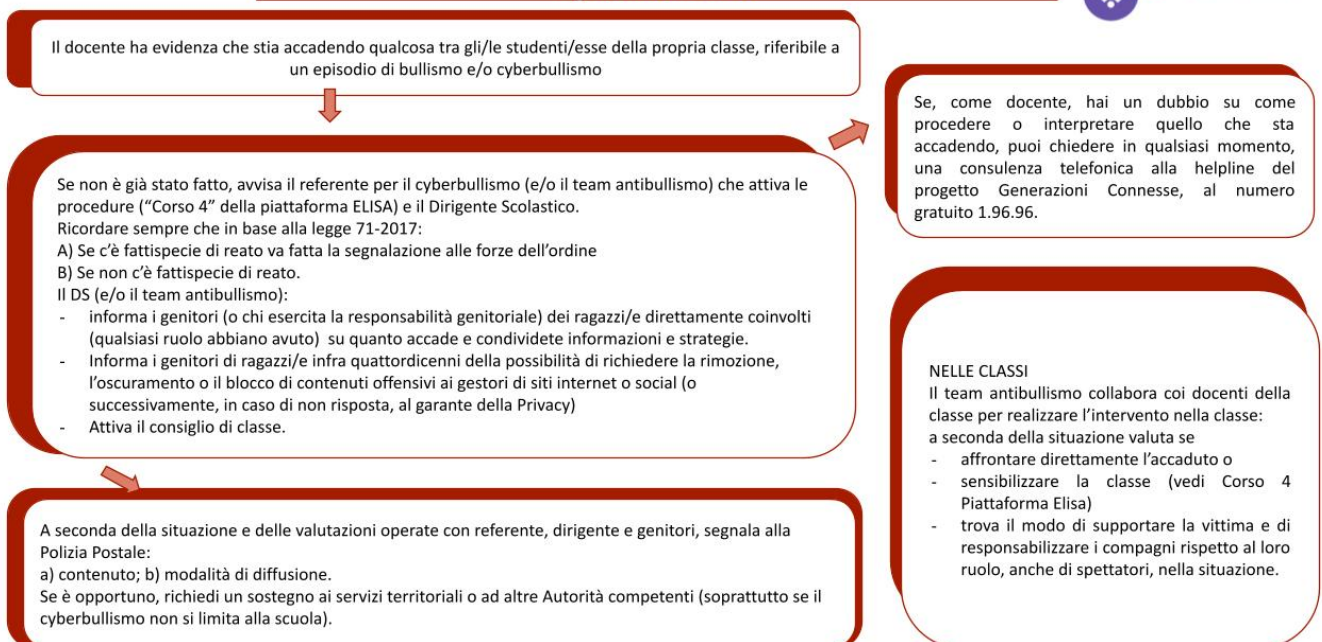 Il docente ha evidenza che stia accadendo qualcosa tra gli/le studenti/esse della propria classe, riferibile a
un episodio di bullismo e/o cyberbullismo
Se non è già stato fatto, avvisa il referente per il cyberbullismo (e/o il team antibullismo) che attiva le
procedure (“Corso 4” della piattaforma ELISA) e il Dirigente Scolastico.
Ricordare sempre che in base alla legge 71-2017:
A) Se c’è fattispecie di reato va fatta la segnalazione alle forze dell’ordine
B) Se non c’è fattispecie di reato.
Il DS (e/o il team antibullismo):
- informa i genitori (o chi esercita la responsabilità genitoriale) dei ragazzi/e direttamente coinvolti
(qualsiasi ruolo abbiano avuto) su quanto accade e condividete informazioni e strategie.
- Informa i genitori di ragazzi/e infra quattordicenni della possibilità di richiedere la rimozione,
l’oscuramento o il blocco di contenuti offensivi ai gestori di siti internet o social (o
successivamente, in caso di non risposta, al garante della Privacy)
- Attiva il consiglio di classe.
A seconda della situazione e delle valutazioni operate con referente, dirigente e genitori, segnala alla
Polizia Postale:
a) contenuto; b) modalità di diffusione.
Se è opportuno, richiedi un sostegno ai servizi territoriali o ad altre Autorità competenti (soprattutto se il
cyberbullismo non si limita alla scuola).
Se, come docente, hai un dubbio su come
procedere o interpretare quello che sta
accadendo, puoi chiedere in qualsiasi momento,
una consulenza telefonica alla helpline del
progetto Generazioni Connesse, al numero
gratuito 1.96.96.
NELLE CLASSI
Il team antibullismo collabora coi docenti della
classe per realizzare l’intervento nella classe:
a seconda della situazione valuta se
- affrontare direttamente l’accaduto o
- sensibilizzare la classe (vedi Corso 4
Piattaforma Elisa)
- trova il modo di supportare la vittima e di
responsabilizzare i compagni rispetto al loro
ruolo, anche di spettatori, nella situazione.